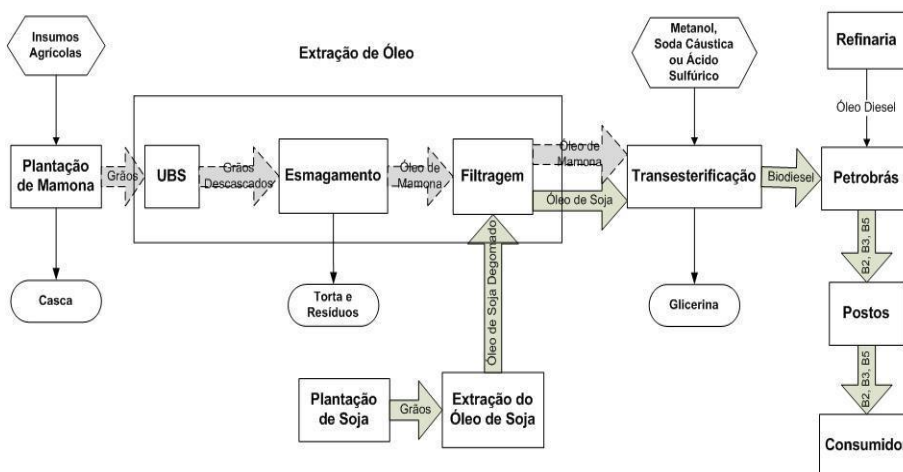 Insumos
Agrícolas
Extração de Óleo
Metanol,
Soda Cáustica
ou Ácido
Sulfúrico
Refinaria
Óleo Diesel
Plantação
de Mamona
Grãos
UBS
Grãos
Descascados
Esmagamento
Óleo de
Mamona
Filtragem
Óleo de
Mamona
Óleo de Soja
Transesterificação
Biodiesel
Petrobrás
B2, B3, B5
Casca
Torta e
Resíduos
Óleo de Soja Degomado
Glicerina
Postos
B2, B3, B5
Plantação
de Soja
Grãos
Extração do
Óleo de Soja
Consumidor